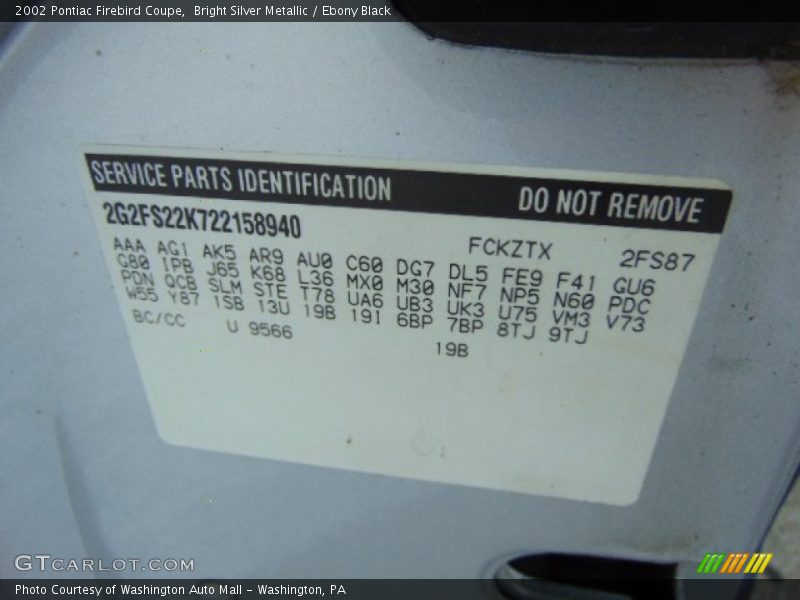 2002 Pontiac Firebird Coupe, Bright Silver Metallic / Ebony Black
SERVICE PARTS IDENTIFICATION DO NOT REMOVE
2G2FS22K722158940 FCKZTX 2FS87
AAA AG1 AK5 AR9 AU0 C60 DG7 DL5 FE9 F41 GU6
G80 1PB J65 K68 L36 MX0 M30 NF7 NP5 N60 PDC
PDN QCB SLM STE T78 UA6 UB3 UK3 U75 VM3 V73
W55 Y87 1SB 13U 19B 191 6BP 7BP 8TJ 9TJ
BC/CC U 9566 19B
GTCARLOT.COM
Photo Courtesy of Washington Auto Mall - Washington, PA